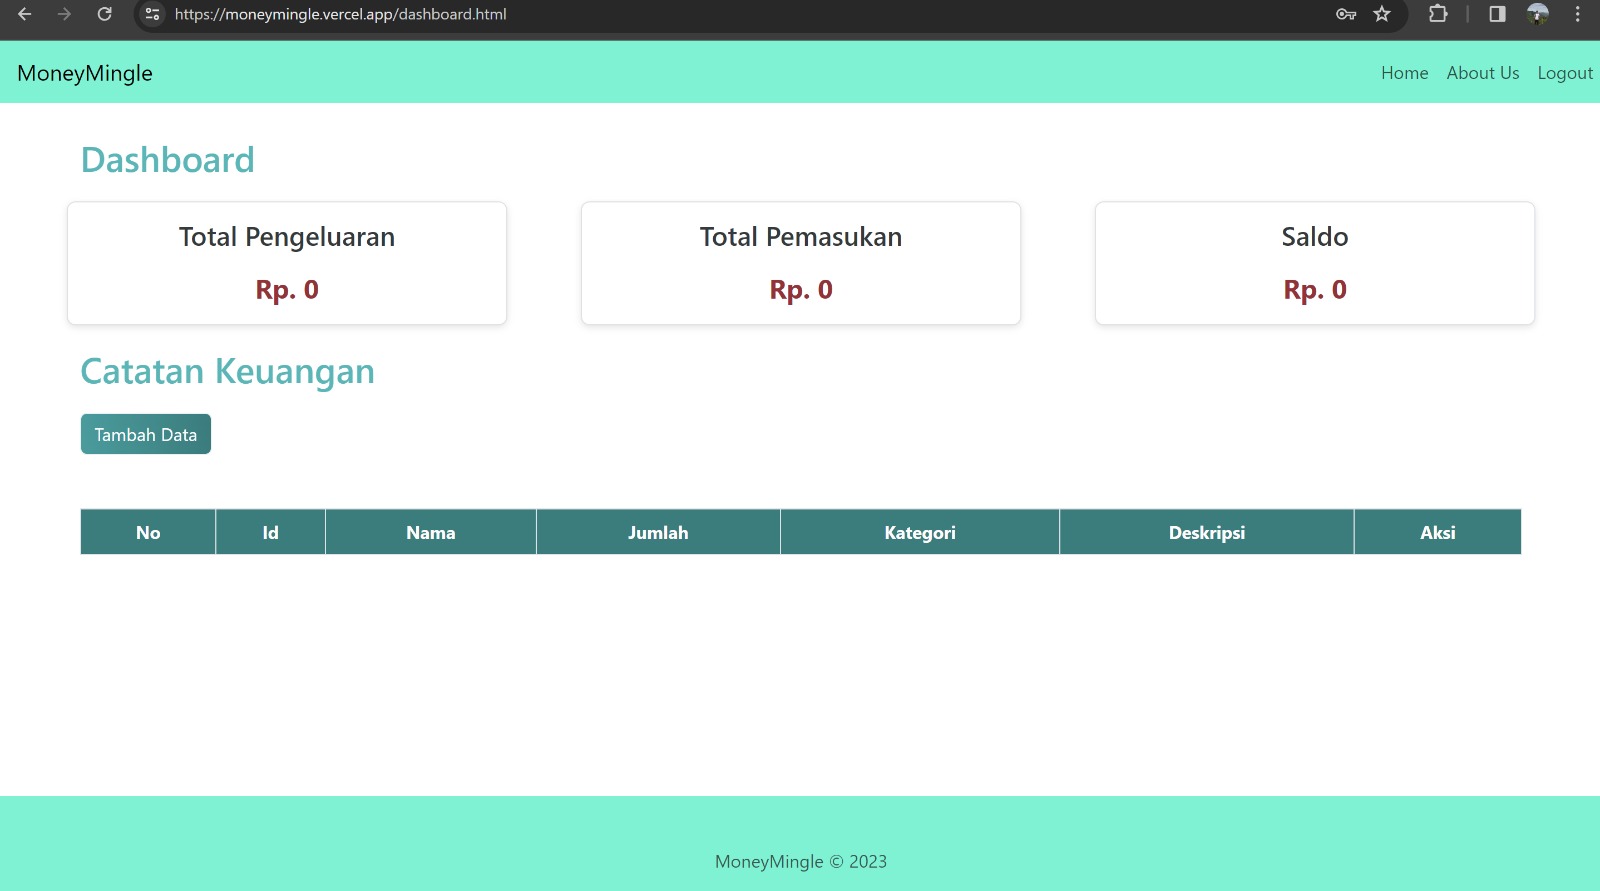 https://moneymingle.vercel.app/dashboard.html
MoneyMingle
Home About Us Logout
Dashboard
Total Pengeluaran
Rp. 0
Total Pemasukan
Rp. 0
Saldo
Rp. 0
Catatan Keuangan
Tambah Data
No Id Nama Jumlah Kategori Deskripsi Aksi
MoneyMingle © 2023